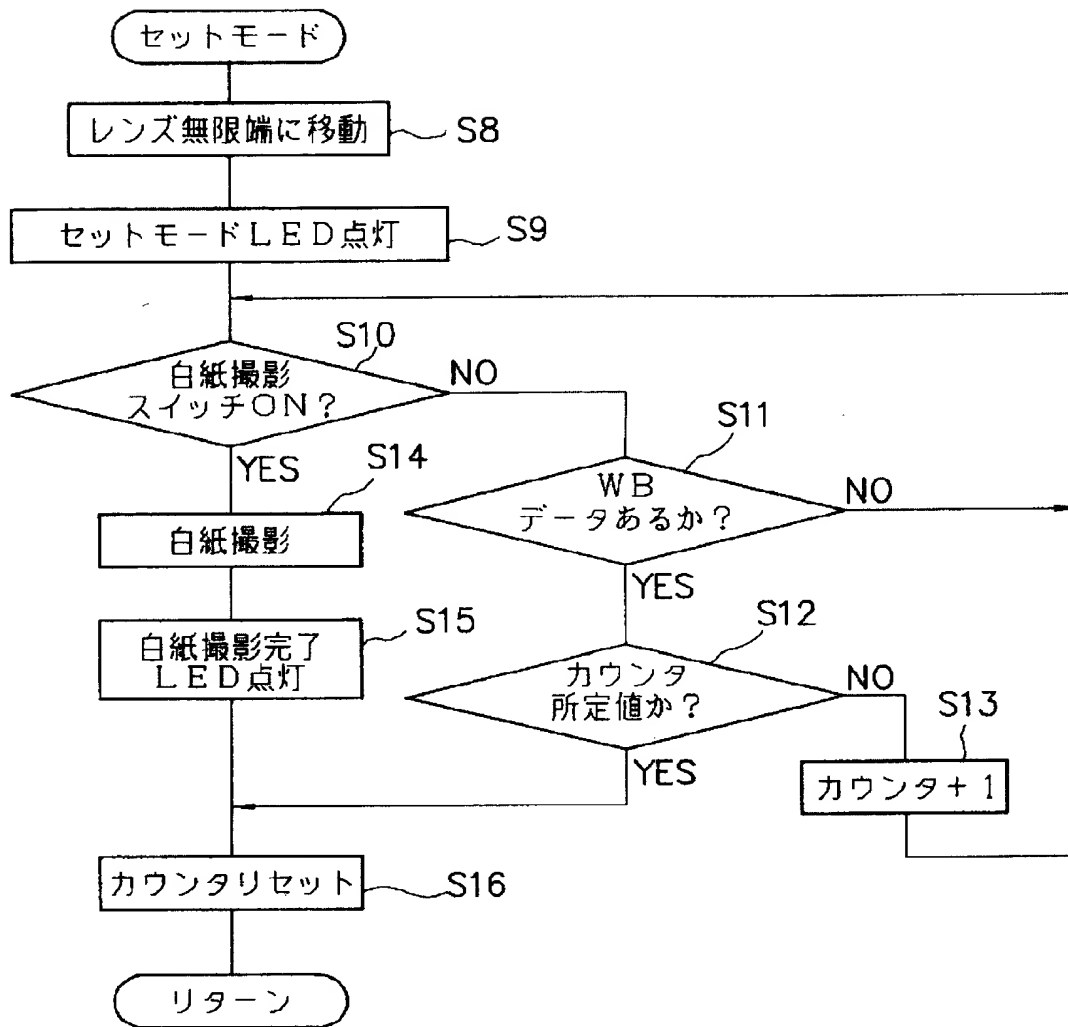 セットモード
レンズ無限端に移動
S8
セットモードLED点灯
S9
S10
白紙撮影
スイッチON?
NO
YES
S11
WB
データあるか?
NO
YES
S14
白紙撮影
S15
白紙撮影完了
LED点灯
S12
カウンタ
所定値か?
NO
YES
S13
カウンタ+1
カウンタリセット
S16
リターン